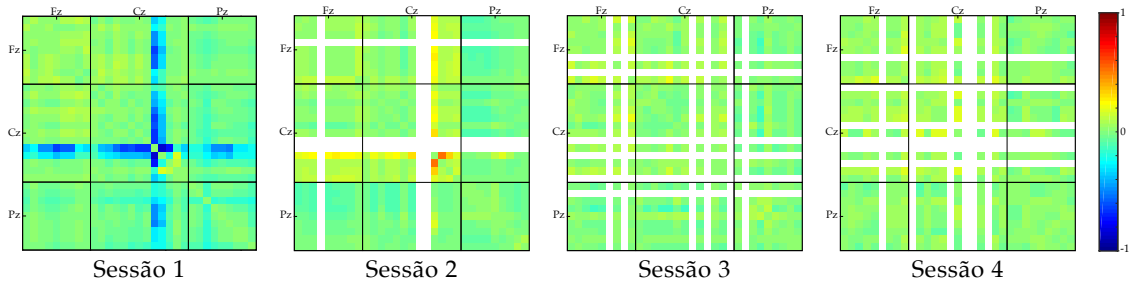 Fz Cz Pz
Fz
Cz
Pz
Sessão 1
Fz Cz Pz
Fz
Cz
Pz
Sessão 2
Fz Cz Pz
Fz
Cz
Pz
Sessão 3
Fz Cz Pz
Fz
Cz
Pz
Sessão 4
1
0
-1